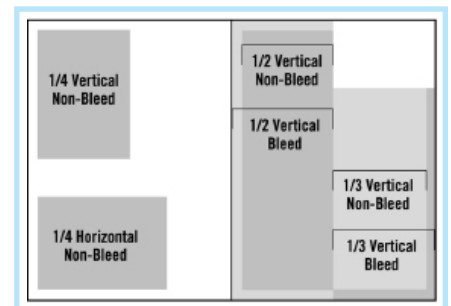 1/4 Vertical
Non-Bleed
1/4 Horizontal
Non-Bleed
1/2 Vertical
Non-Bleed
1/2 Vertical
Bleed
1/3 Vertical
Non-Bleed
1/3 Vertical
Bleed